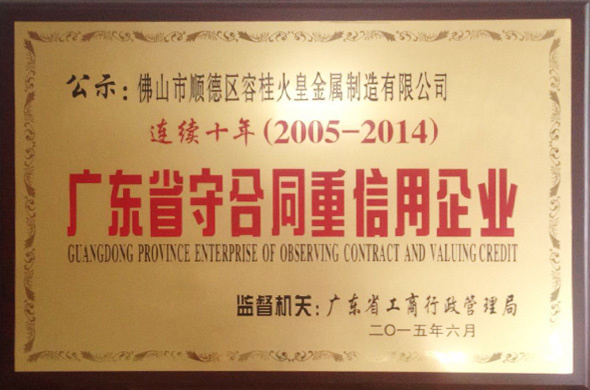 公示:佛山市顺德区容桂火皇金属制造有限公司
连续十年(2005-2014)
广东省守合同重信用企业
GUANGDONG PROVINCE ENTERPRISE OF OBSERVING CONTRACT AND VALUING CREDIT
监督机关:广东省工商行政管理局
二〇一五年六月